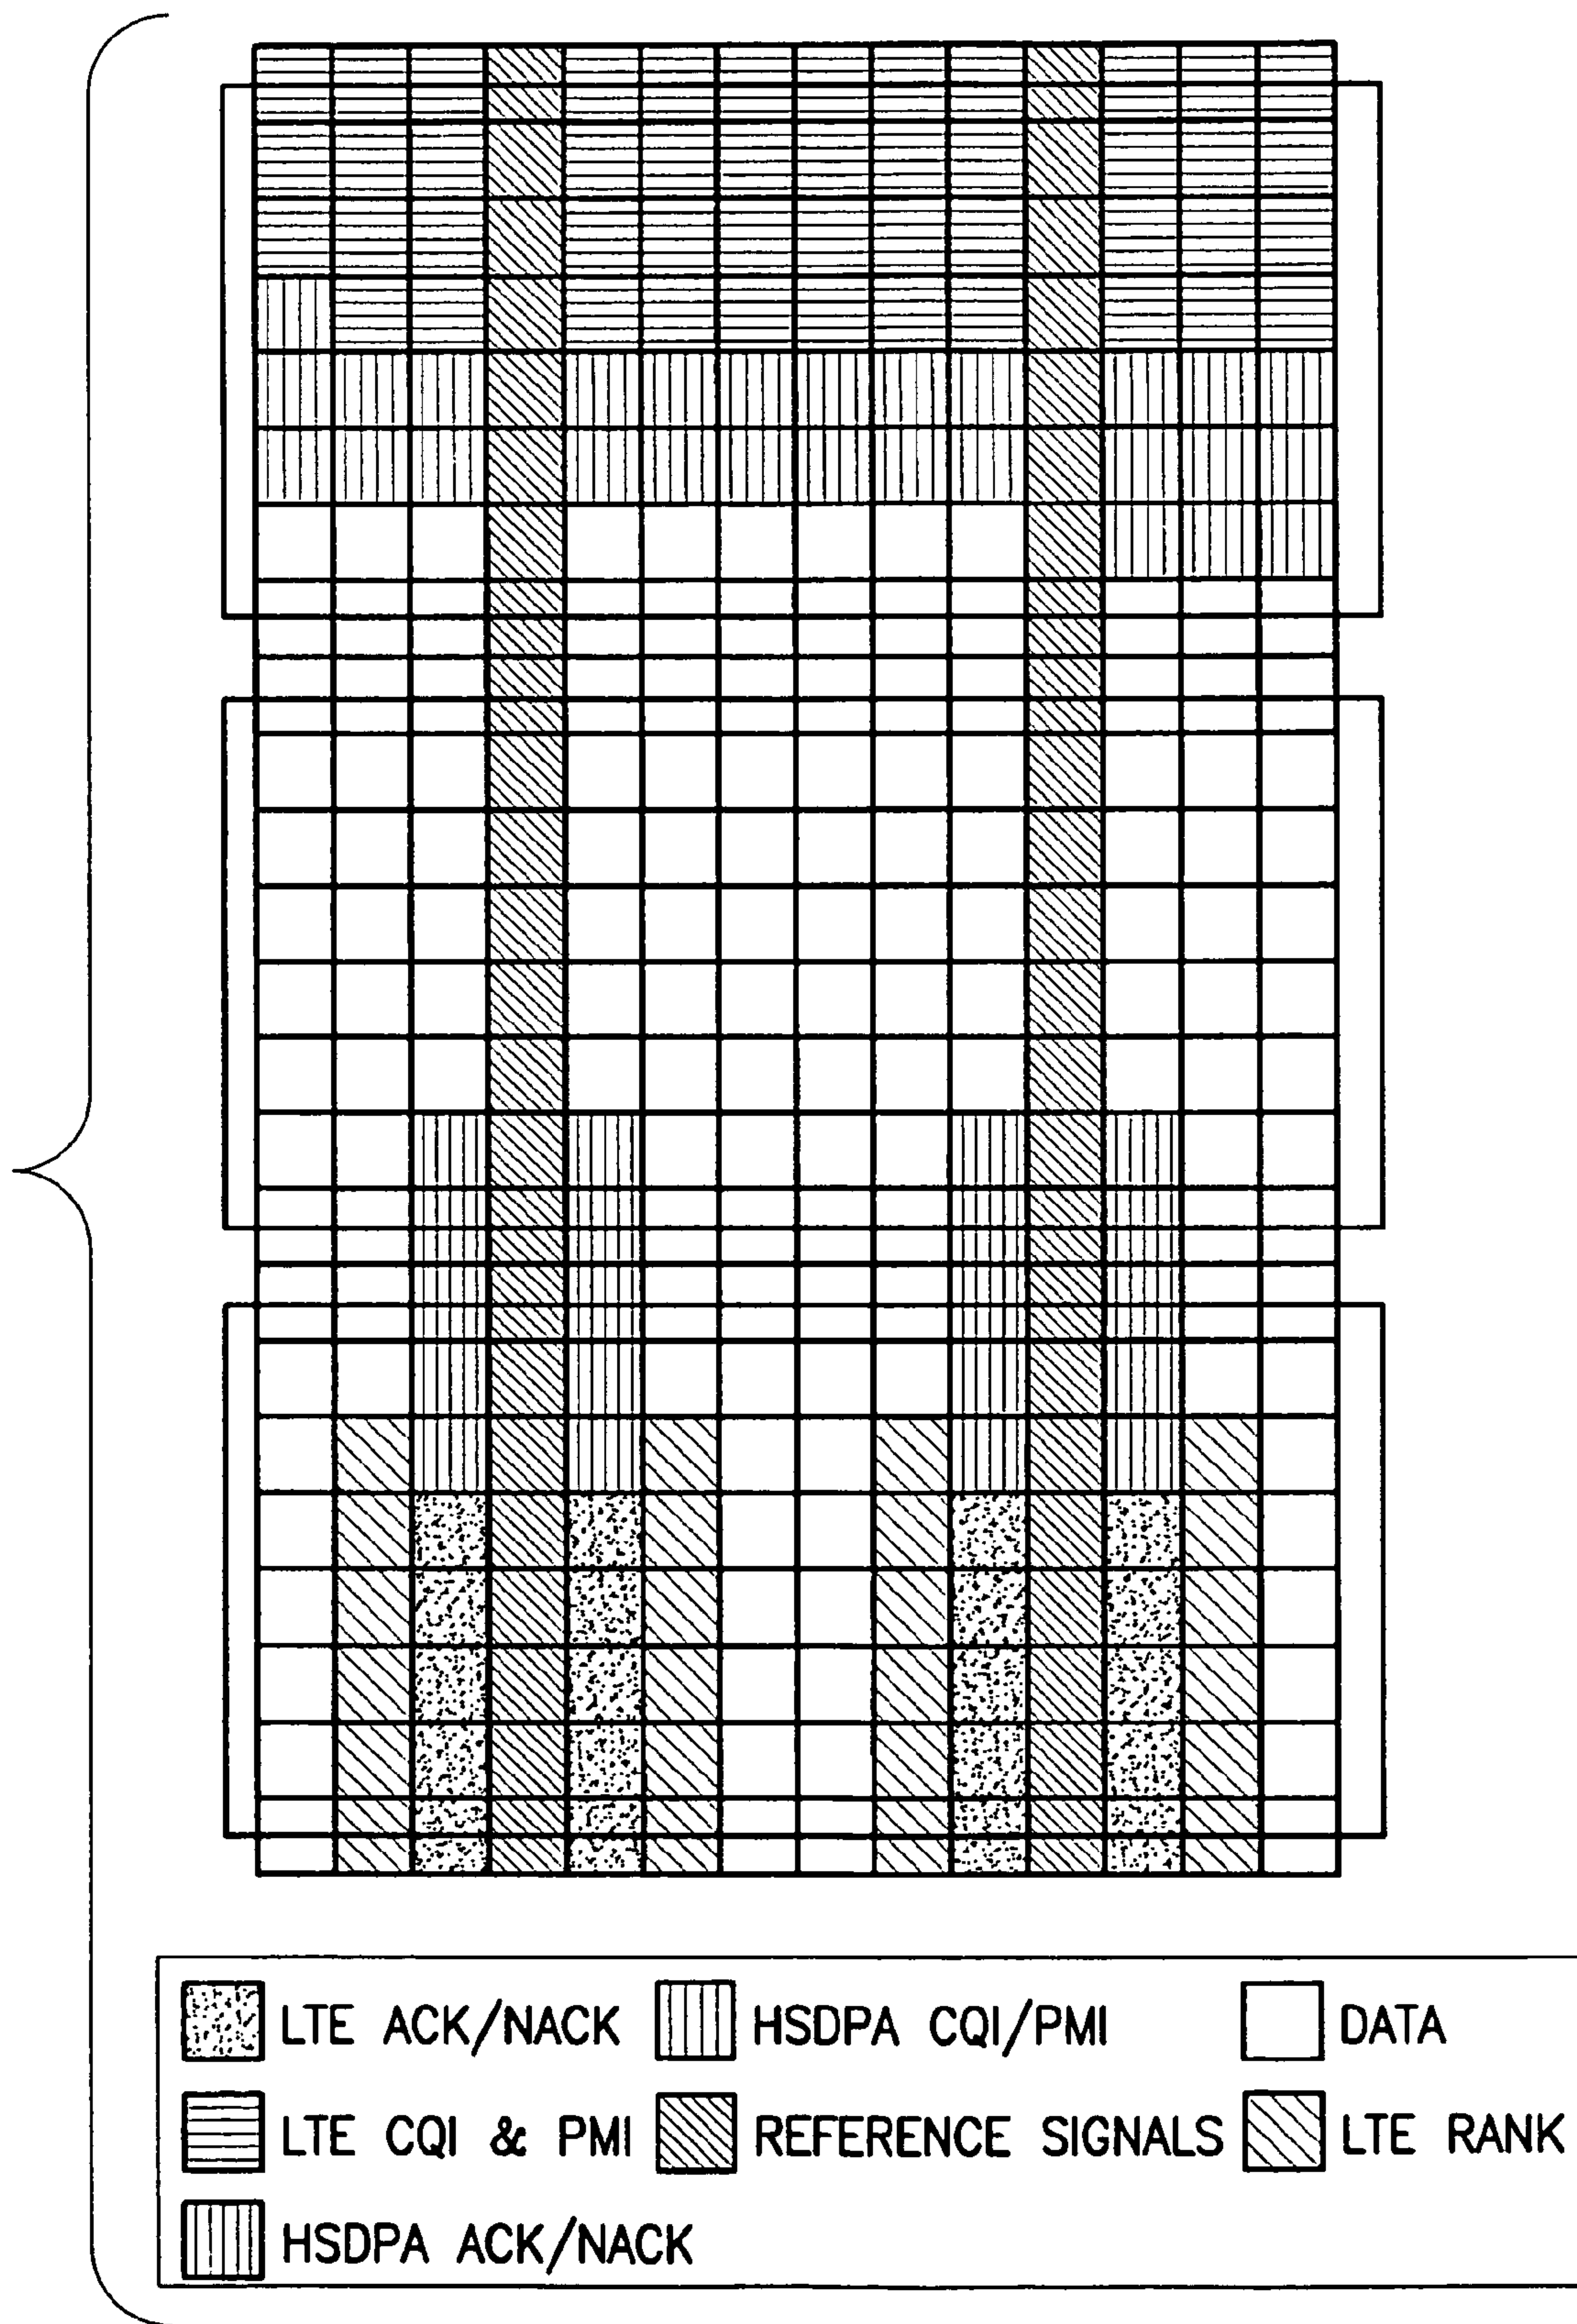 LTE ACK/NACK HSDPA CQI/PMI DATA
LTE CQI & PMI REFERENCE SIGNALS LTE RANK
HSDPA ACK/NACK